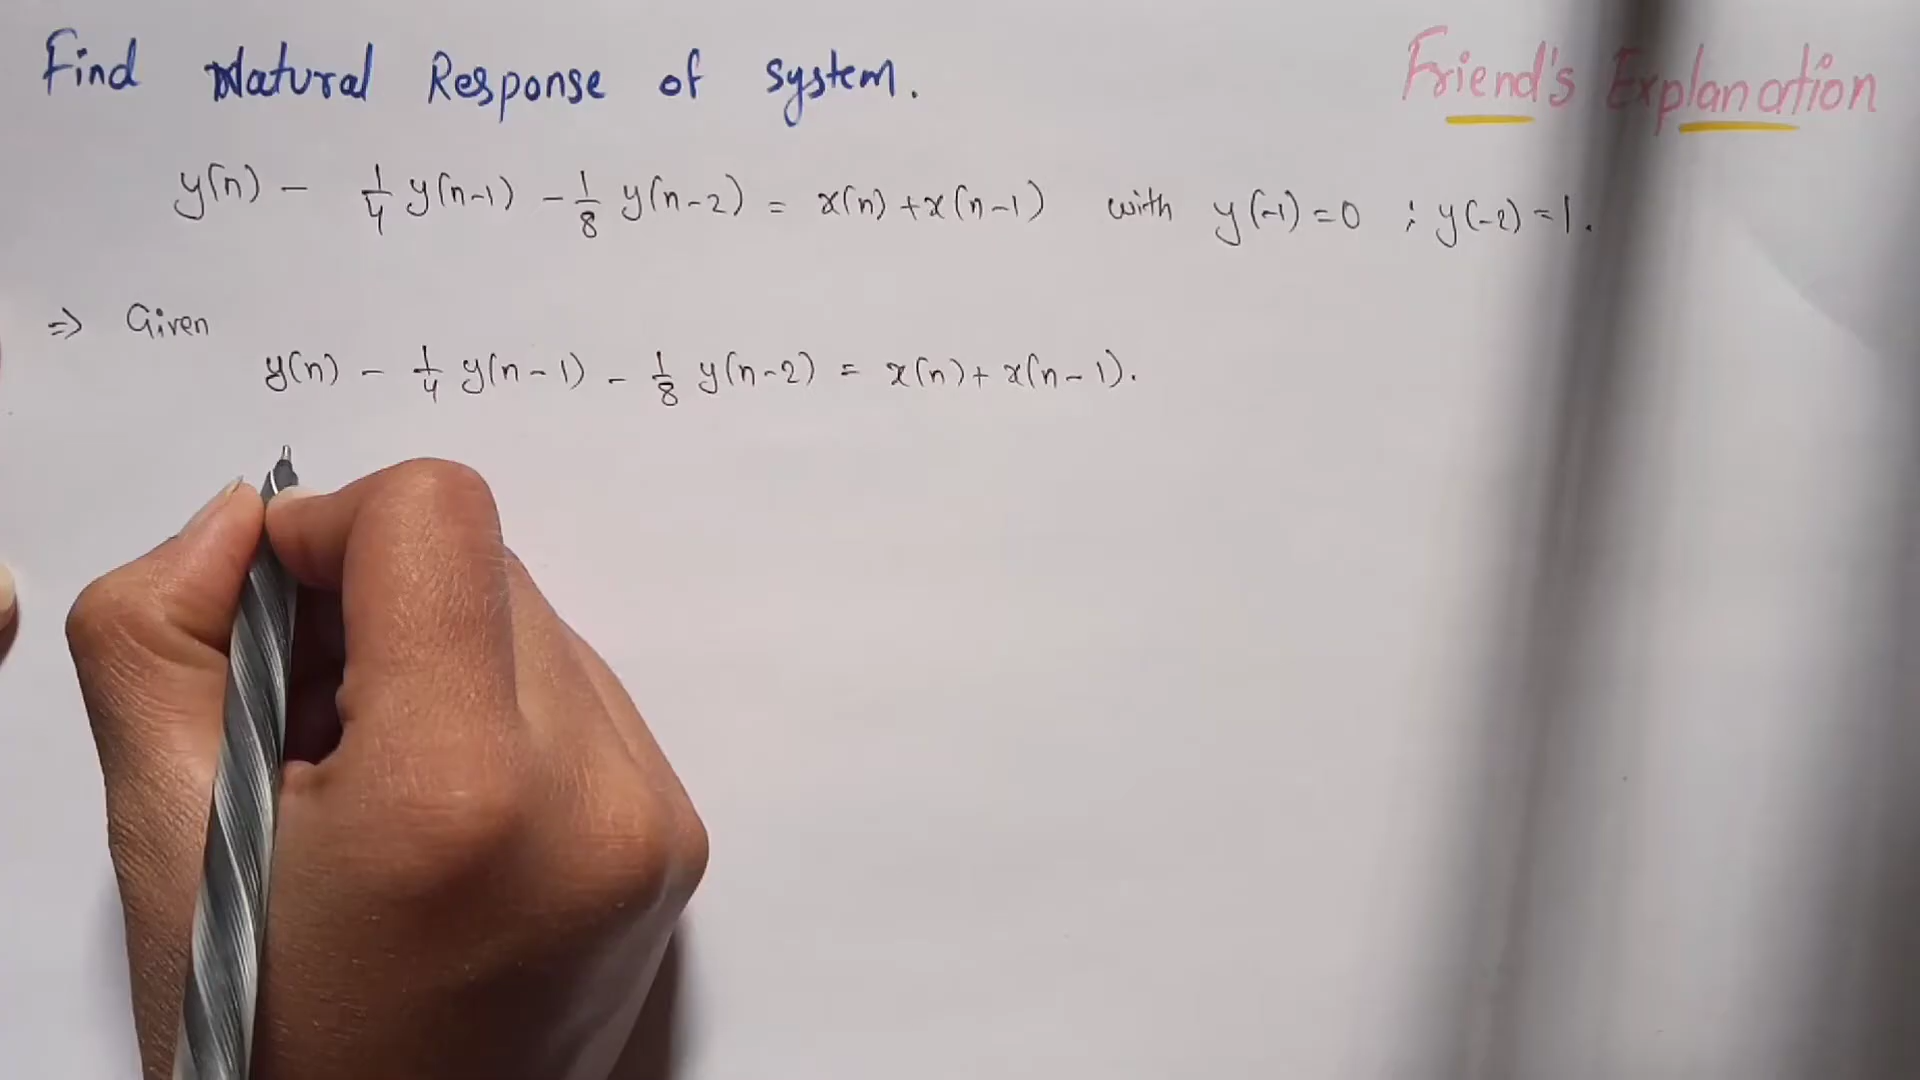 Find Natural Response of system.
Friend's Explanation
y(n) - 1/4 y(n-1) - 1/8 y(n-2) = x(n) + x(n-1) with y(-1) = 0 ; y(-2) = 1.
⇒ Given
y(n) - 1/4 y(n-1) - 1/8 y(n-2) = x(n) + x(n-1).